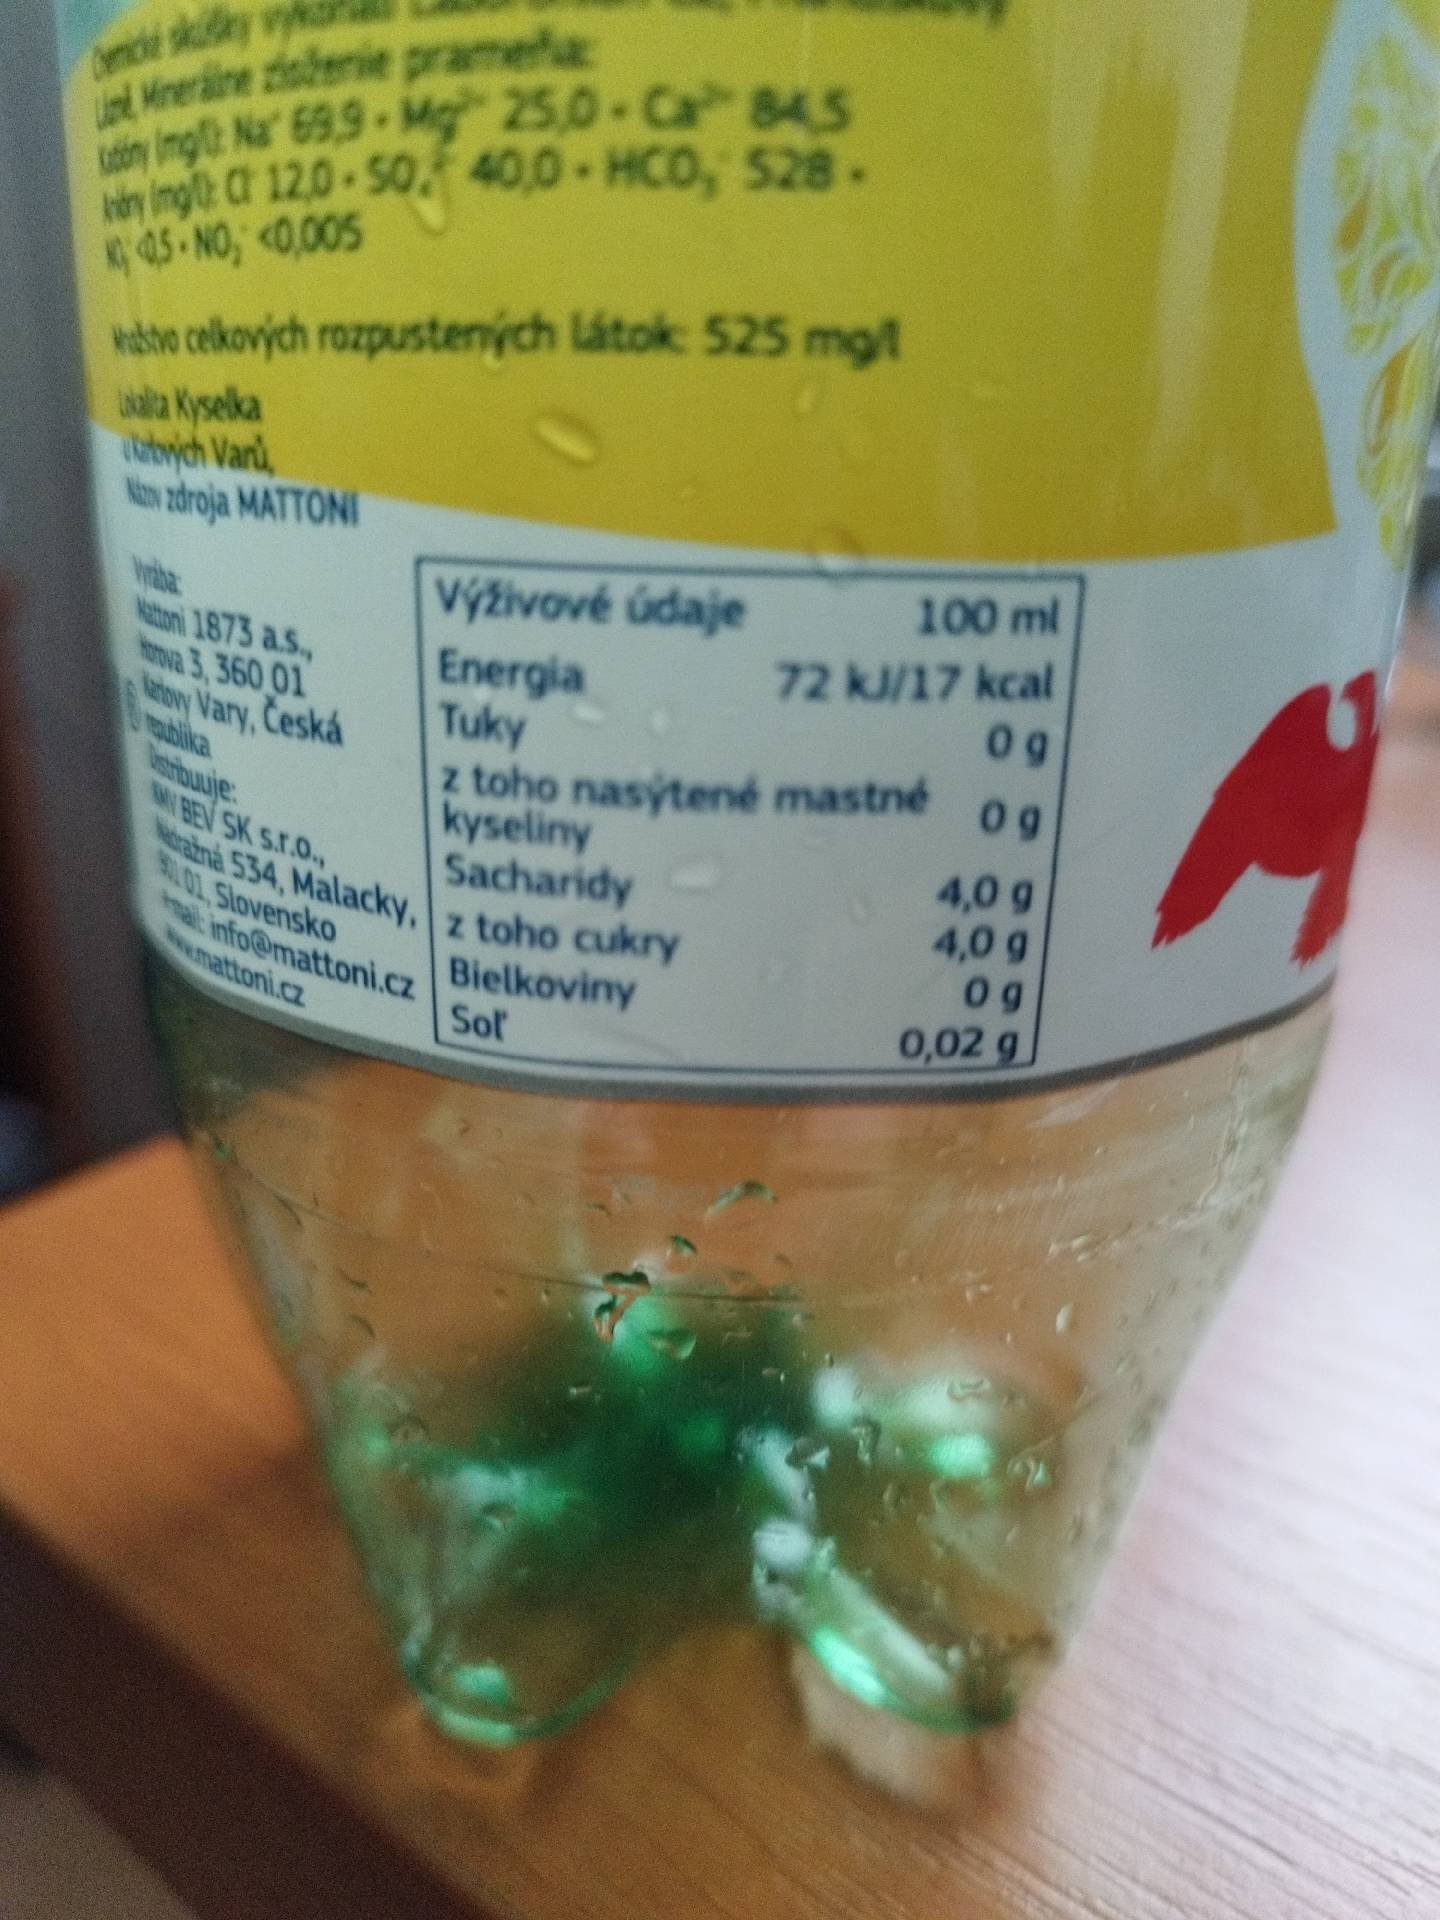 Chemické skúšky vykonali
Lázně, Minerálne zloženie prameňa:
Katióny (mg/l): Na⁺ 69,9 • Mg²⁺ 25,0 • Ca²⁺ 84,5
Anióny (mg/l): Cl⁻ 12,0 • SO₄²⁻ 40,0 • HCO₃⁻ 528 •
NO₃⁻ <0,5 • NO₂⁻ <0,005
Množstvo celkových rozpustených látok: 525 mg/l
Lokalita Kyselka
u Karlových Varů,
Názov zdroja MATTONI
Vyrába:
Mattoni 1873 a.s.,
Horova 3, 360 01
Karlovy Vary, Česká
republika
Distribuuje:
KMV BEV SK s.r.o.,
Nádražná 534, Malacky,
901 01, Slovensko
e-mail: info@mattoni.cz
www.mattoni.cz
Výživové údaje 100 ml
Energia 72 kJ/17 kcal
Tuky 0 g
z toho nasýtené mastné
kyseliny 0 g
Sacharidy 4,0 g
z toho cukry 4,0 g
Bielkoviny 0 g
Soľ 0,02 g